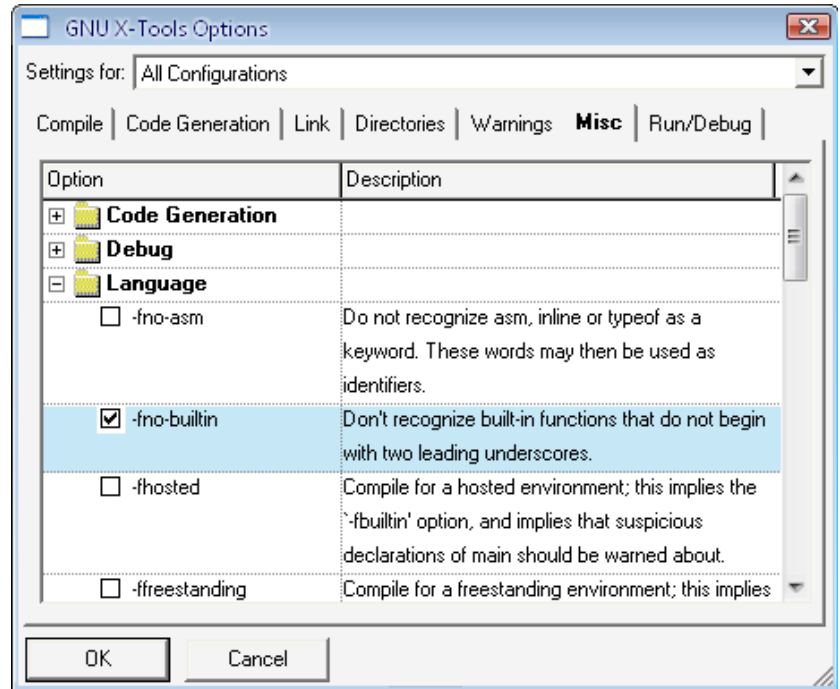 GNU X-Tools Options
Settings for: All Configurations
Compile Code Generation Link Directories Warnings Misc Run/Debug
Option Description
Code Generation
Debug
Language
-fno-asm Do not recognize asm, inline or typeof as a
keyword. These words may then be used as
identifiers.
-fno-builtin Don't recognize built-in functions that do not begin
with two leading underscores.
-fhosted Compile for a hosted environment; this implies the
`-fbuiltin' option, and implies that suspicious
declarations of main should be warned about.
-ffreestanding Compile for a freestanding environment; this implies
OK Cancel